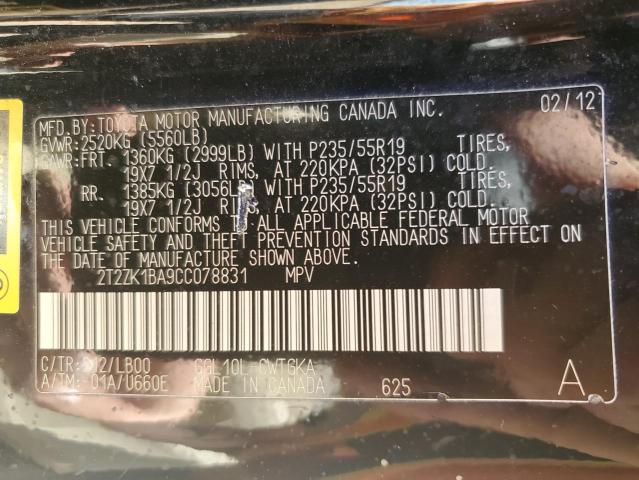 MFD.BY:TOYOTA MOTOR MANUFACTURING CANADA INC. 02/12
GVWR:2520KG (5560LB)
GAWR:FRT. 1360KG (2999LB) WITH P235/55R19 TIRES,
19X7 1/2J RIMS, AT 220KPA (32PSI) COLD.
RR. 1385KG (3056LB) WITH P235/55R19 TIRES,
19X7 1/2J RIMS, AT 220KPA (32PSI) COLD.
THIS VEHICLE CONFORMS TO ALL APPLICABLE FEDERAL MOTOR
VEHICLE SAFETY AND THEFT PREVENTION STANDARDS IN EFFECT ON
THE DATE OF MANUFACTURE SHOWN ABOVE.
2T2ZK1BA9CC078831 MPV
C/TR: GGL10L-CWTGKA
A/TM:-01A/U660E MADE IN CANADA 625 A